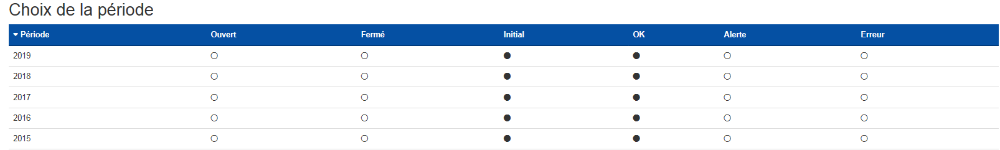 Choix de la période
Période Ouvert Fermé Initial OK Alerte Erreur
2019
2018
2017
2016
2015